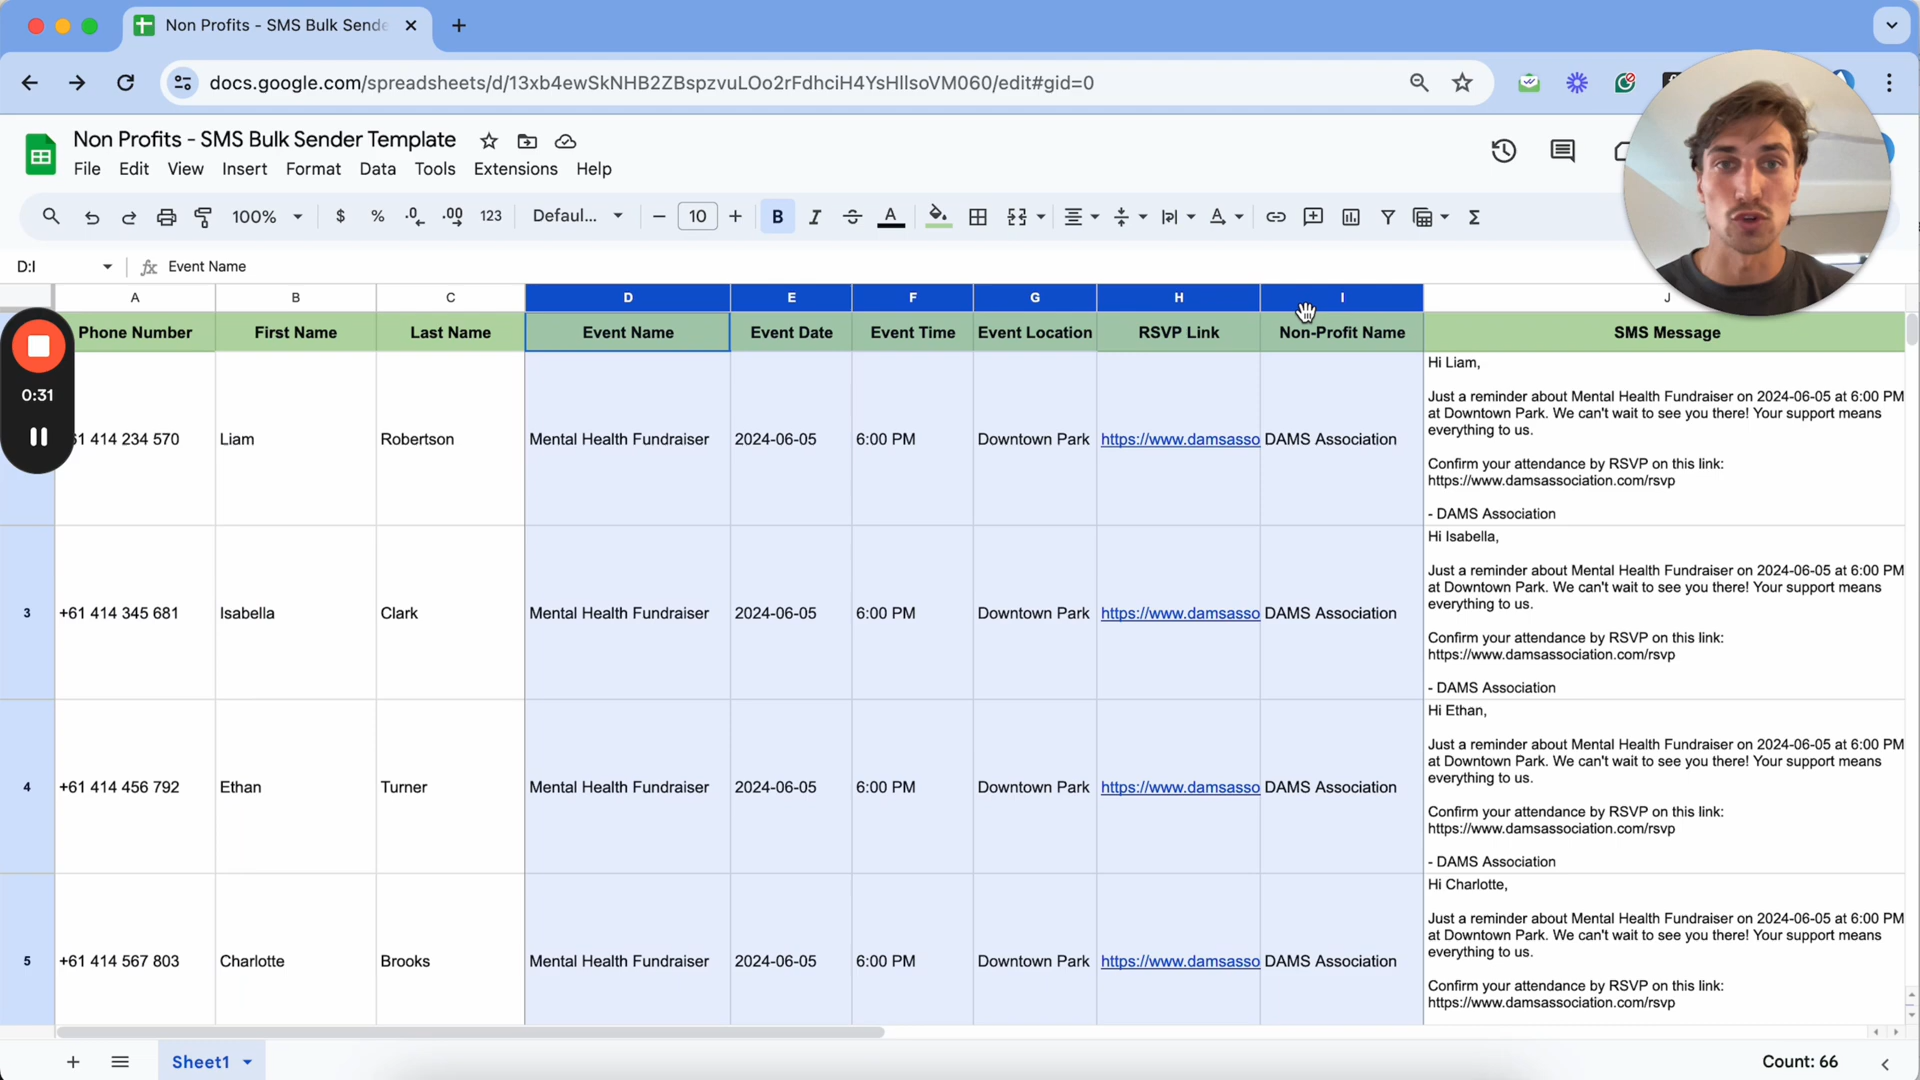 Non Profits - SMS Bulk Sende
docs.google.com/spreadsheets/d/13xb4ewSkNHB2ZBspzvuLOo2rFdhciH4YsHlIsoVM060/edit#gid=0
Non Profits - SMS Bulk Sender Template
File Edit View Insert Format Data Tools Extensions Help
100% $ % .0 .00 123 Defaul... 10 B I A
D:I fx Event Name
A B C D E F G H I J
Phone Number First Name Last Name Event Name Event Date Event Time Event Location RSVP Link Non-Profit Name SMS Message
0:31
61 414 234 570 Liam Robertson Mental Health Fundraiser 2024-06-05 6:00 PM Downtown Park https://www.damsasso DAMS Association
Hi Liam,
Just a reminder about Mental Health Fundraiser on 2024-06-05 at 6:00 PM
at Downtown Park. We can't wait to see you there! Your support means
everything to us.
Confirm your attendance by RSVP on this link:
https://www.damsassociation.com/rsvp
- DAMS Association
3 +61 414 345 681 Isabella Clark Mental Health Fundraiser 2024-06-05 6:00 PM Downtown Park https://www.damsasso DAMS Association
Hi Isabella,
Just a reminder about Mental Health Fundraiser on 2024-06-05 at 6:00 PM
at Downtown Park. We can't wait to see you there! Your support means
everything to us.
Confirm your attendance by RSVP on this link:
https://www.damsassociation.com/rsvp
- DAMS Association
4 +61 414 456 792 Ethan Turner Mental Health Fundraiser 2024-06-05 6:00 PM Downtown Park https://www.damsasso DAMS Association
Hi Ethan,
Just a reminder about Mental Health Fundraiser on 2024-06-05 at 6:00 PM
at Downtown Park. We can't wait to see you there! Your support means
everything to us.
Confirm your attendance by RSVP on this link:
https://www.damsassociation.com/rsvp
- DAMS Association
5 +61 414 567 803 Charlotte Brooks Mental Health Fundraiser 2024-06-05 6:00 PM Downtown Park https://www.damsasso DAMS Association
Hi Charlotte,
Just a reminder about Mental Health Fundraiser on 2024-06-05 at 6:00 PM
at Downtown Park. We can't wait to see you there! Your support means
everything to us.
Confirm your attendance by RSVP on this link:
https://www.damsassociation.com/rsvp
Sheet1 Count: 66